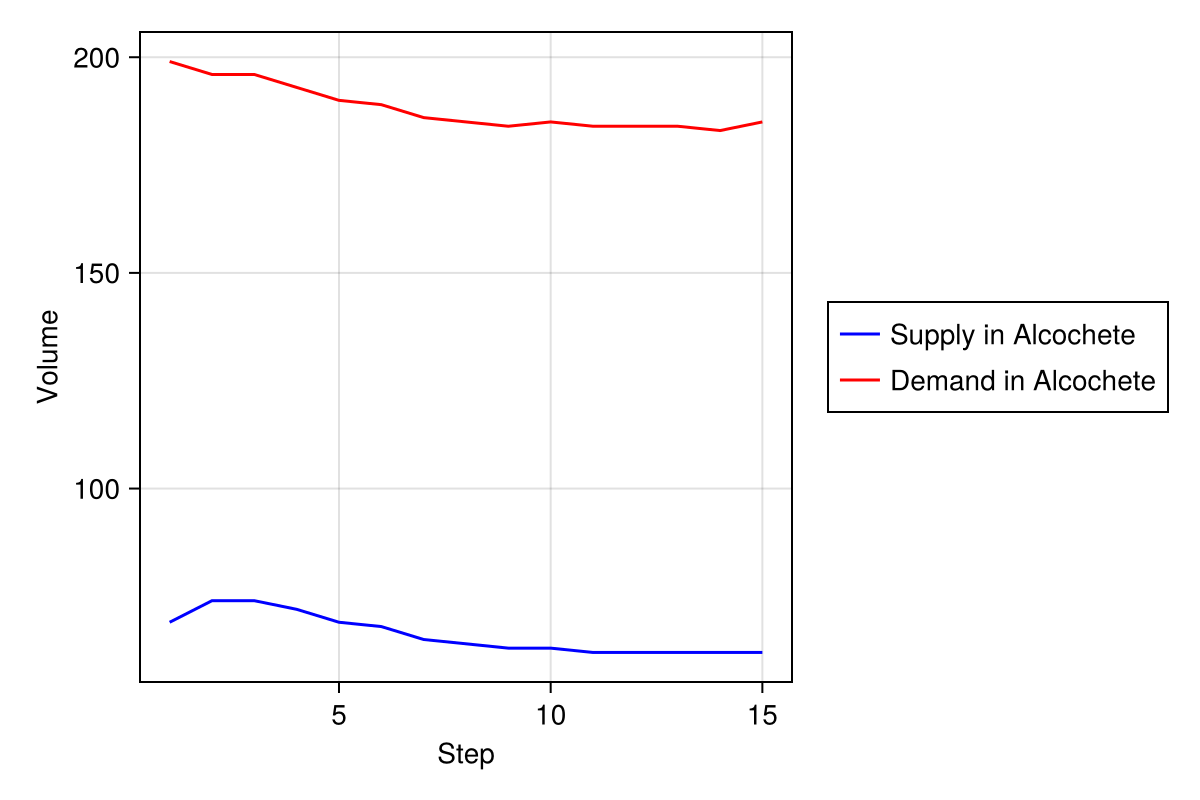 200
150
100
Volume
5 10 15
Step
Supply in Alcochete
Demand in Alcochete